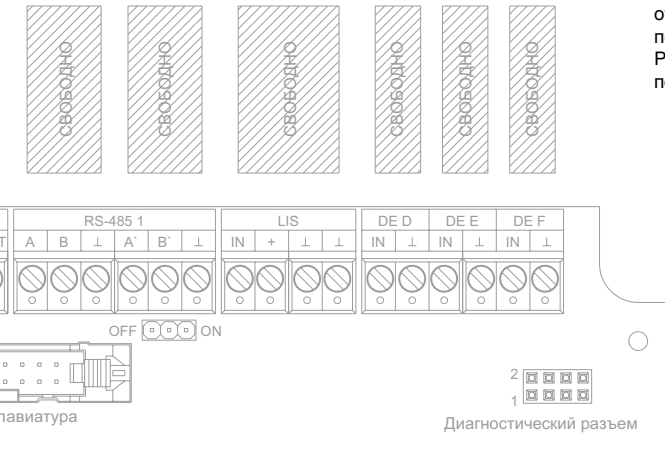 СВОБОДНО СВОБОДНО СВОБОДНО СВОБОДНО СВОБОДНО СВОБОДНО
RS-485 1 LIS DE D DE E DE F
T A B ⊥ A` B` ⊥ IN + ⊥ ⊥ IN ⊥ IN ⊥ IN ⊥
OFF ON
2
1
лавиатура
Диагностический разъем